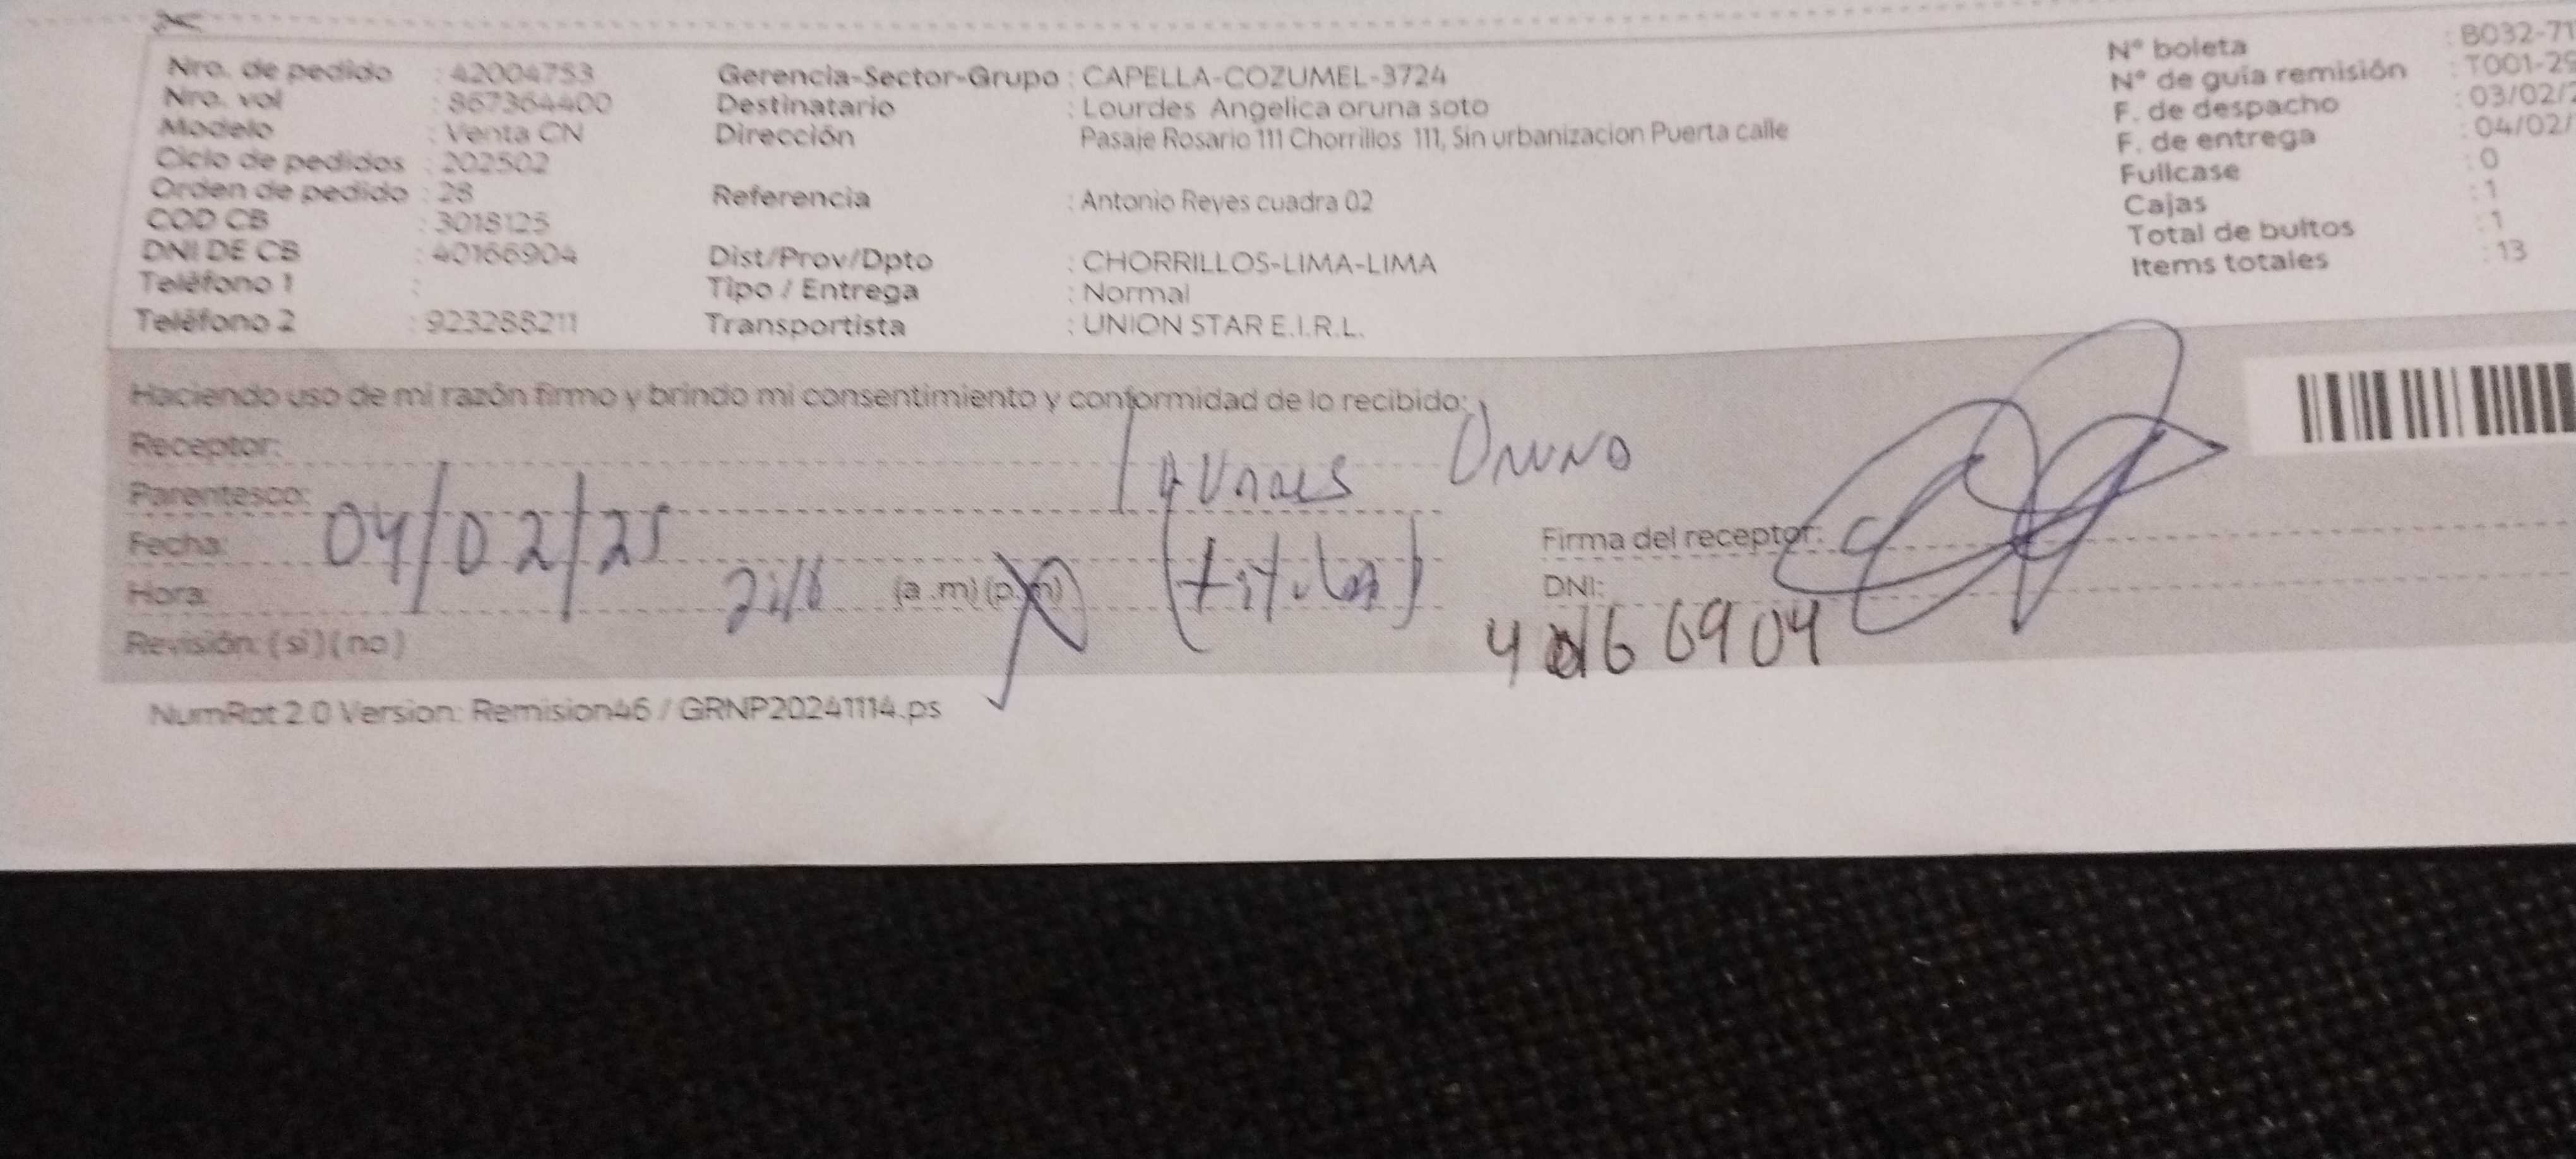 Nro. de pedido : 42004753
Nro. vol : 867364400
Modelo : Venta CN
Ciclo de pedidos : 202502
Orden de pedido : 28
COD CB : 3018125
DNI DE CB : 40166904
Teléfono 1 :
Teléfono 2 : 923288211
Gerencia-Sector-Grupo : CAPELLA-COZUMEL-3724
Destinatario : Lourdes Angelica oruna soto
Dirección Pasaje Rosario 111 Chorrillos 111, Sin urbanizacion Puerta calle
Referencia : Antonio Reyes cuadra 02
Dist/Prov/Dpto : CHORRILLOS-LIMA-LIMA
Tipo / Entrega : Normal
Transportista : UNION STAR E.I.R.L.
N° boleta : B032-71
N° de guía remisión : T001-29
F. de despacho : 03/02/2
F. de entrega : 04/02/
Fullcase : 0
Cajas : 1
Total de bultos : 1
Items totales : 13
Haciendo uso de mi razón firmo y brindo mi consentimiento y conformidad de lo recibido:
Receptor:
Parentesco:
Fecha: 04/02/25
Hora: (a .m) (p.m)
(titular)
Revisión: ( si ) ( no )
Firma del receptor:
DNI:
40166904
NumRot 2.0 Version: Remision46 / GRNP20241114.ps